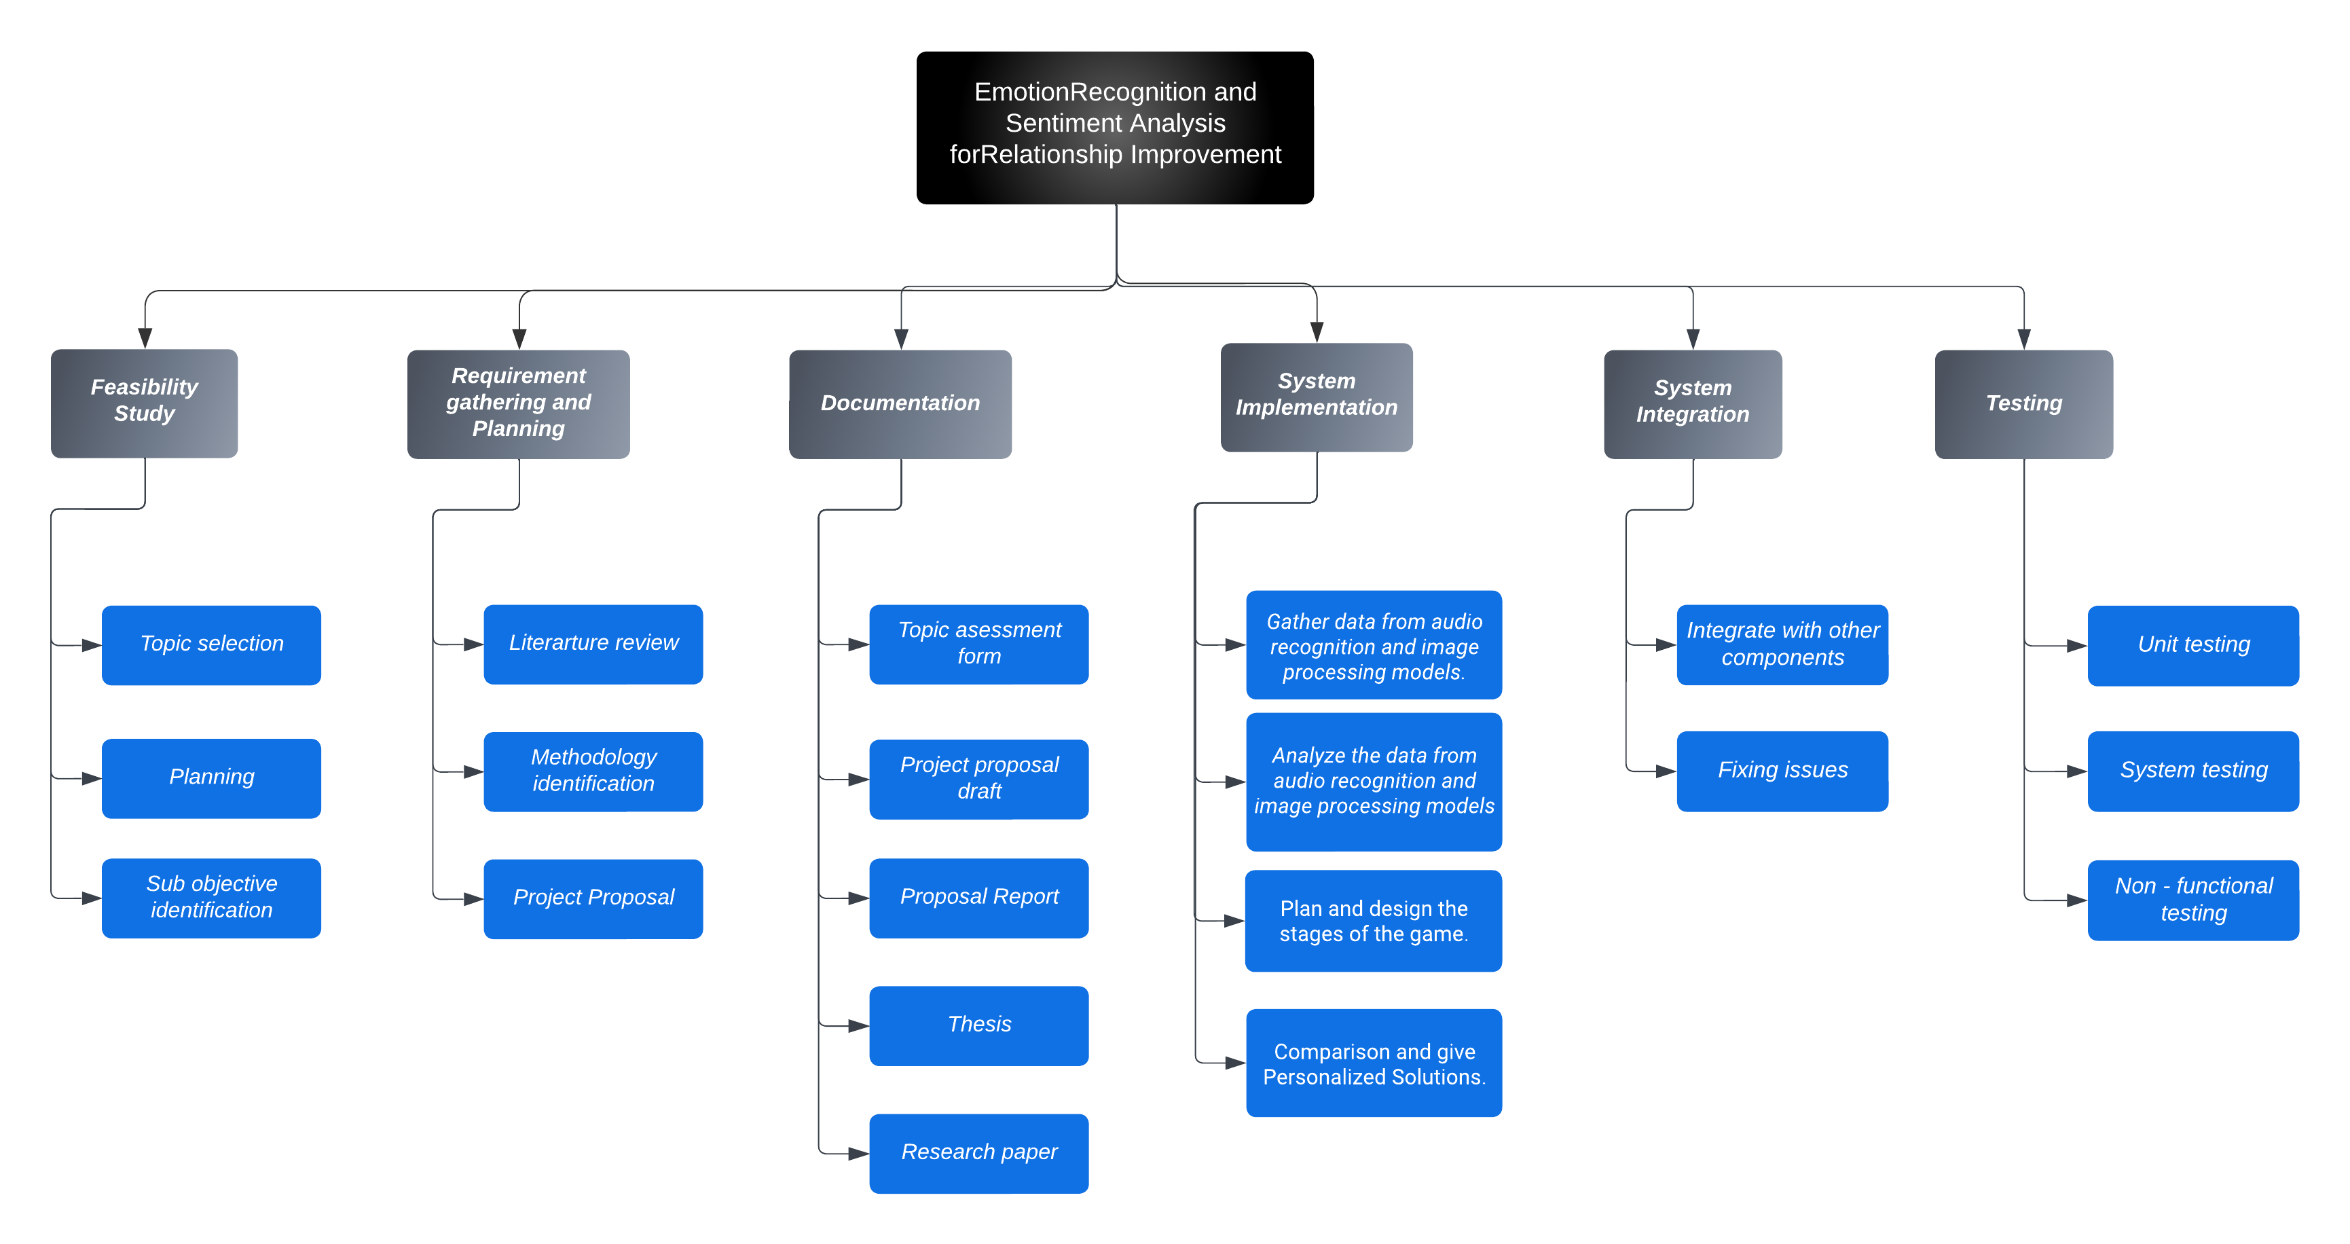 EmotionRecognition and
Sentiment Analysis
forRelationship Improvement
Feasibility
Study
Requirement
gathering and
Planning
Documentation
System
Implementation
System
Integration
Testing
Topic selection
Planning
Sub objective
identification
Literarture review
Methodology
identification
Project Proposal
Topic asessment
form
Project proposal
draft
Proposal Report
Thesis
Research paper
Gather data from audio
recognition and image
processing models.
Analyze the data from
audio recognition and
image processing models
Plan and design the
stages of the game.
Comparison and give
Personalized Solutions.
Integrate with other
components
Fixing issues
Unit testing
System testing
Non - functional
testing